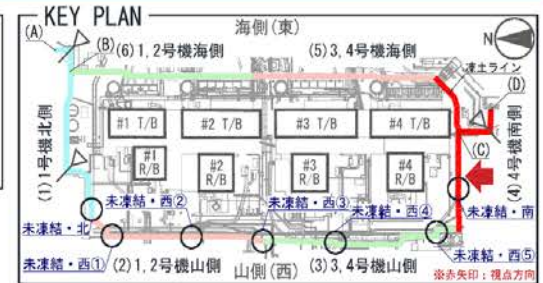 KEY PLAN
海側(東)
(A)
(B)
(6)1,2号機海側
(5)3,4号機海側
N
凍土ライン
(D)
#1 T/B
#2 T/B
#3 T/B
#4 T/B
(1)1号機北側
(C)
(4)4号機南側
#1
R/B
#2
R/B
#3
R/B
#4
R/B
未凍結・北
未凍結・西②
未凍結・西③
未凍結・西④
未凍結・南
未凍結・西①
(2)1,2号機山側
(3)3,4号機山側
未凍結・西⑤
山側(西)
※赤矢印:視点方向